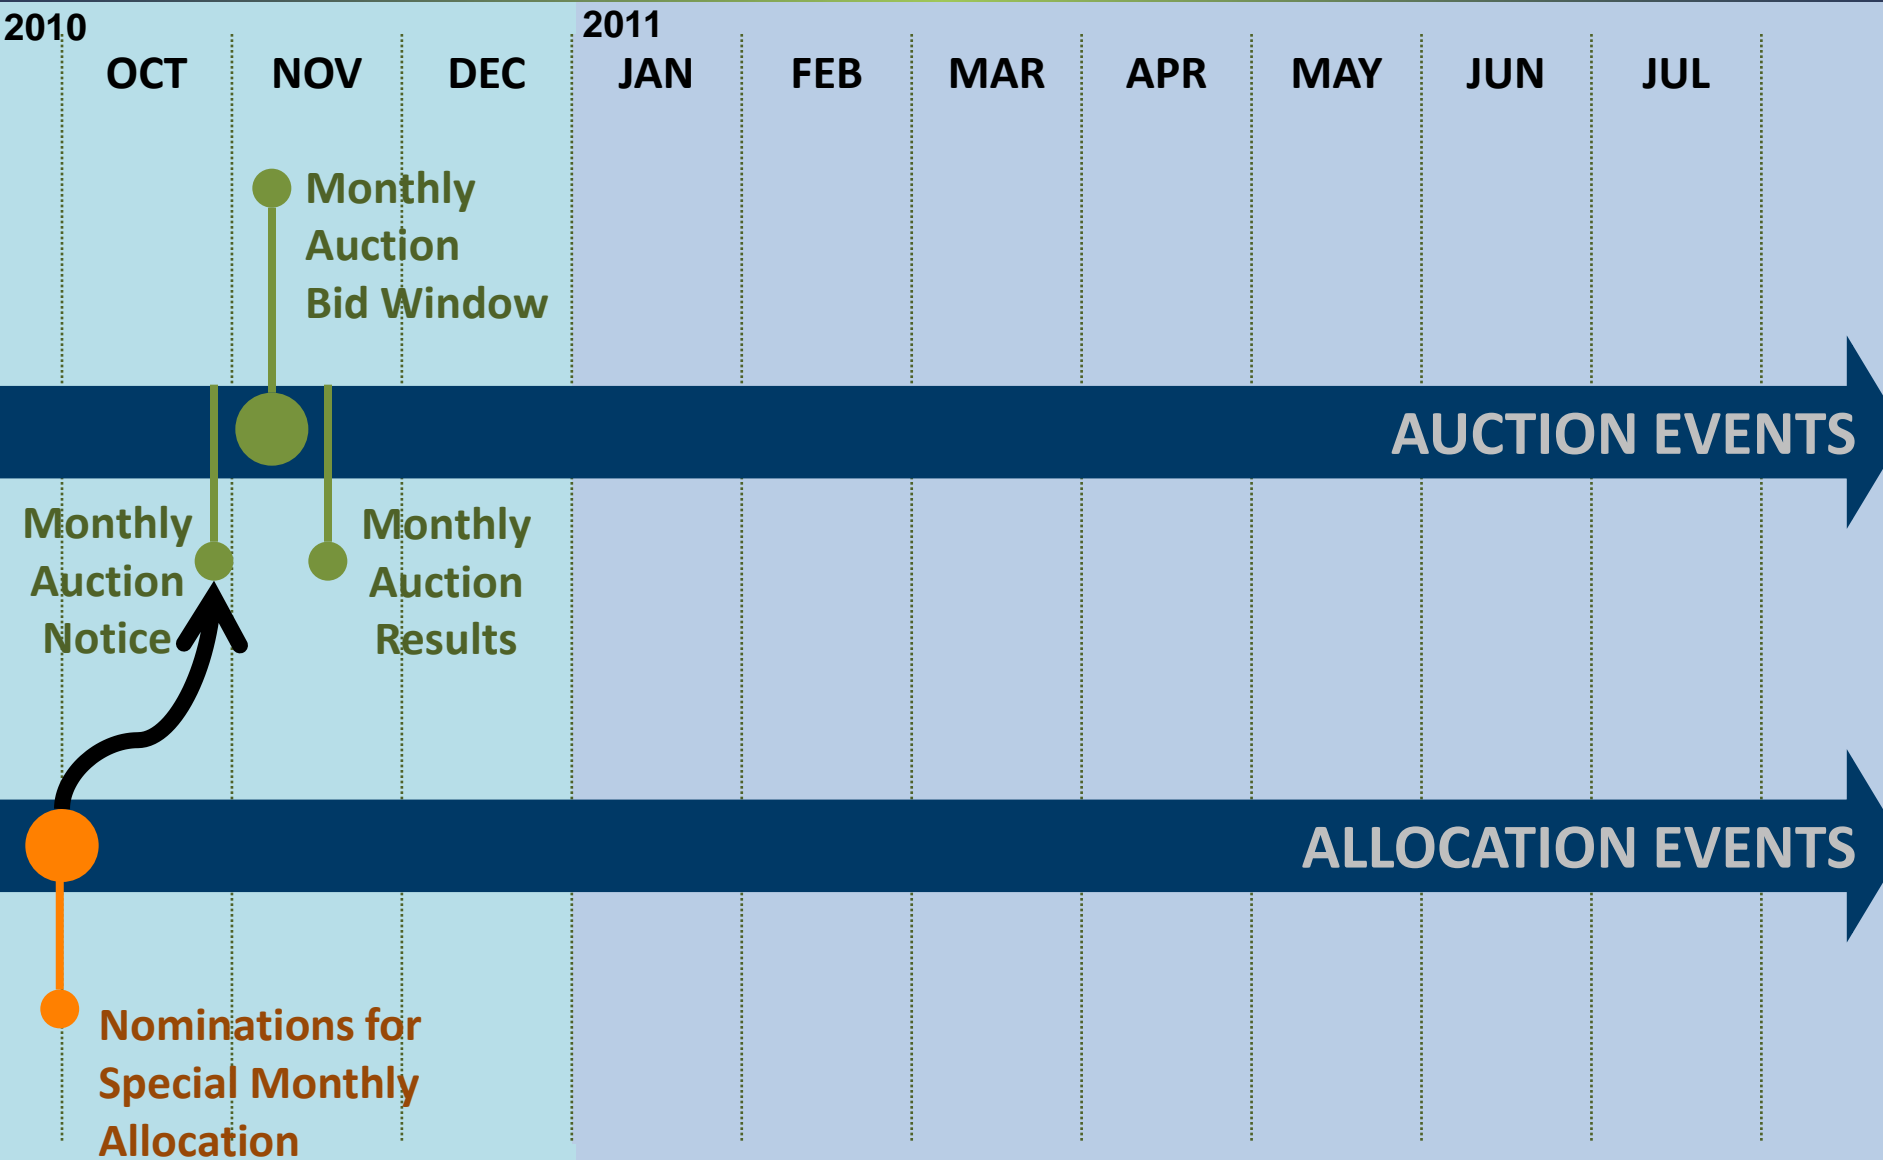 2010
2011
OCT NOV DEC JAN FEB MAR APR MAY JUN JUL
Monthly
Auction
Bid Window
AUCTION EVENTS
Monthly
Auction
Notice
Monthly
Auction
Results
ALLOCATION EVENTS
Nominations for
Special Monthly
Allocation